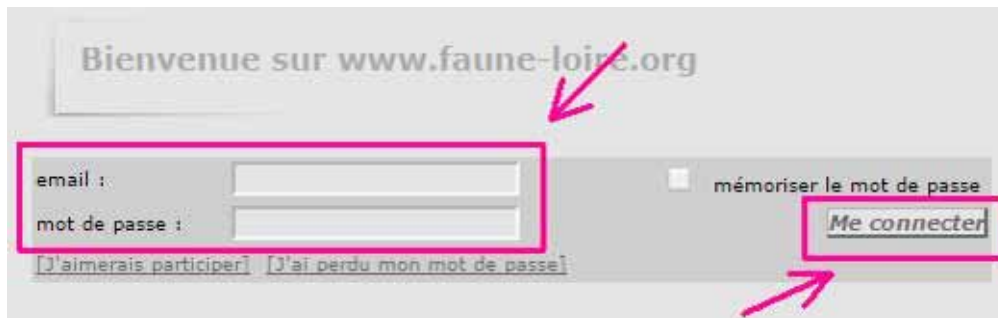 Bienvenue sur www.faune-loire.org
email :
mémoriser le mot de passe
mot de passe :
Me connecter
[J'aimerais participer] [J'ai perdu mon mot de passe]